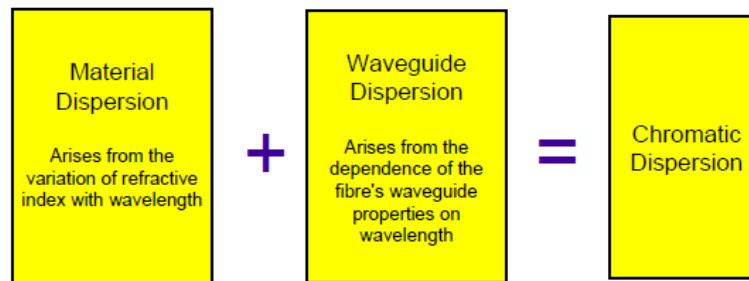 Material
Dispersion
Arises from the
variation of refractive
index with wavelength
+
Waveguide
Dispersion
Arises from the
dependence of the
fibre's waveguide
properties on
wavelength
=
Chromatic
Dispersion